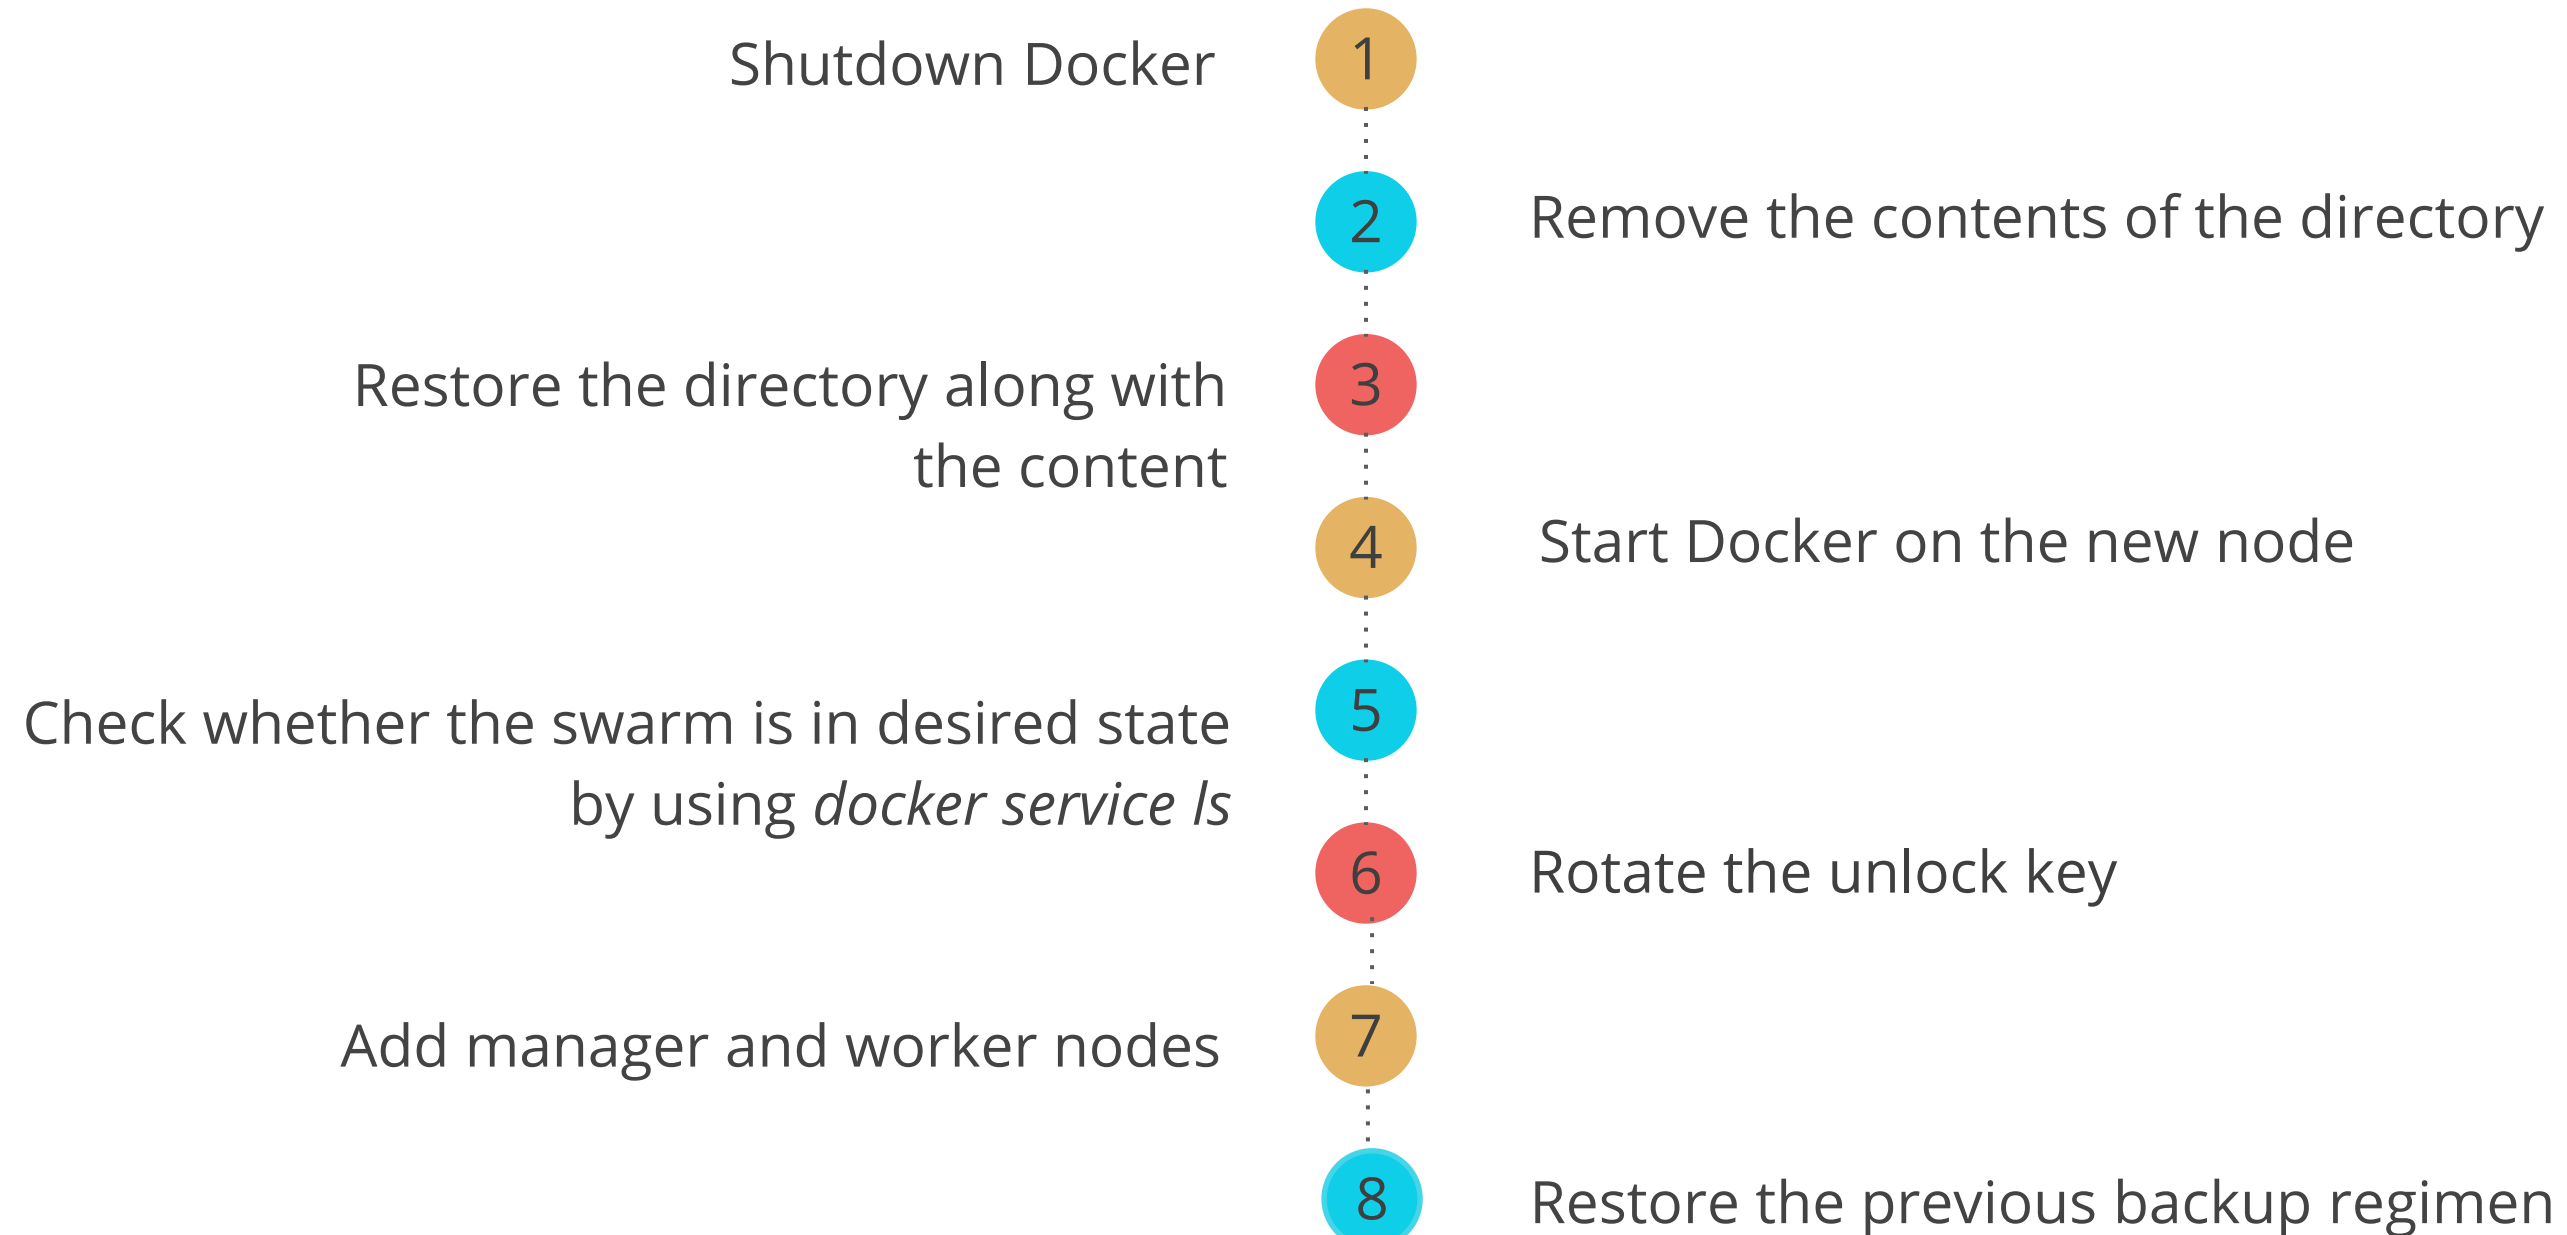 Shutdown Docker
1
2
Remove the contents of the directory
Restore the directory along with
the content
3
4
Start Docker on the new node
Check whether the swarm is in desired state
by using docker service ls
5
6
Rotate the unlock key
Add manager and worker nodes
7
8
Restore the previous backup regimen